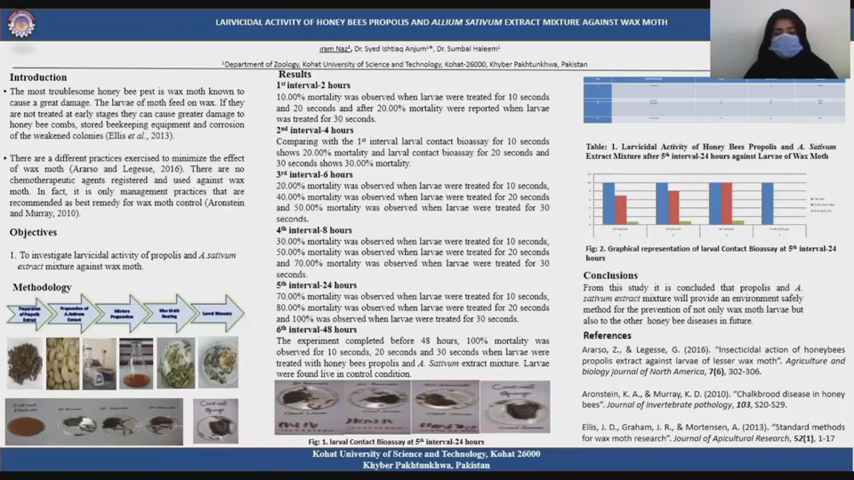 LARVICIDAL ACTIVITY OF HONEY BEES PROPOLIS AND ALLIUM SATIVUM EXTRACT MIXTURE AGAINST WAX MOTH
Naz¹, Dr. Syed Ishtiaq Anjum¹*, Dr. Sumbal Haleem¹
¹Department of Zoology, Kohat University of Science and Technology, Kohat-26000, Khyber Pakhtunkhwa, Pakistan
Introduction
• The most troublesome honey bee pest is wax moth known to
cause a great damage. The larvae of moth feed on wax. If they
are not treated at early stages they can cause greater damage to
honey bee combs, stored beekeeping equipment and corrosion
of the weakened colonies (Ellis et al., 2013).
• There are a different practices exercised to minimize the effect
of wax moth (Ararso and Legesse, 2016). There are no
chemotherapeutic agents registered and used against wax
moth. In fact, it is only management practices that are
recommended as best remedy for wax moth control (Aronstein
and Murray, 2010).
Objectives
1. To investigate larvicidal activity of propolis and A.sativum
extract mixture against wax moth.
Methodology
Preparation of Propolis Extract
Preparation of A.Sativum Extract
Mixture Preparation
Wax Moth Rearing
Larval Bioassay
Results
1st interval-2 hours
10.00% mortality was observed when larvae were treated for 10 seconds
and 20 seconds and after 20.00% mortality were reported when larvae
was treated for 30 seconds.
2nd interval-4 hours
Comparing with the 1st interval larval contact bioassay for 10 seconds
shows 20.00% mortality and larval contact bioassay for 20 seconds and
30 seconds shows 30.00% mortality.
3rd interval-6 hours
20.00% mortality was observed when larvae were treated for 10 seconds,
40.00% mortality was observed when larvae were treated for 20 seconds
and 50.00% mortality was observed when larvae were treated for 30
seconds.
4th interval-8 hours
30.00% mortality was observed when larvae were treated for 10 seconds,
50.00% mortality was observed when larvae were treated for 20 seconds
and 70.00% mortality was observed when larvae were treated for 30
seconds.
5th interval-24 hours
70.00% mortality was observed when larvae were treated for 10 seconds,
80.00% mortality was observed when larvae were treated for 20 seconds
and 100% was observed when larvae were treated for 30 seconds.
6th interval-48 hours
The experiment completed before 48 hours, 100% mortality was
observed for 10 seconds, 20 seconds and 30 seconds when larvae were
treated with honey bees propolis and A. Sativum extract mixture. Larvae
were found live in control condition.
Fig: 1. larval Contact Bioassay at 5th interval-24 hours
Table: 1. Larvicidal Activity of Honey Bees Propolis and A. Sativa
Extract Mixture after 5th interval-24 hours against Larvae of Wax Moth
Fig: 2. Graphical representation of larval Contact Bioassay at 5th interval-24
hours
Conclusions
From this study it is concluded that propolis and A.
sativum extract mixture will provide an environment safely
method for the prevention of not only wax moth larvae but
also to the other honey bee diseases in future.
References
Ararso, Z., & Legesse, G. (2016). "Insecticidal action of honeybees
propolis extract against larvae of lesser wax moth". Agriculture and
biology journal of North America, 7(6), 302-306.
Aronstein, K. A., & Murray, K. D. (2010). "Chalkbrood disease in honey
bees". Journal of invertebrate pathology, 103, S20-S29.
Ellis, J. D., Graham, J. R., & Mortensen, A. (2013). "Standard methods
for wax moth research". Journal of Apicultural Research, 52(1), 1-17
Kohat University of Science and Technology, Kohat 26000
Khyber Pakhtunkhwa, Pakistan